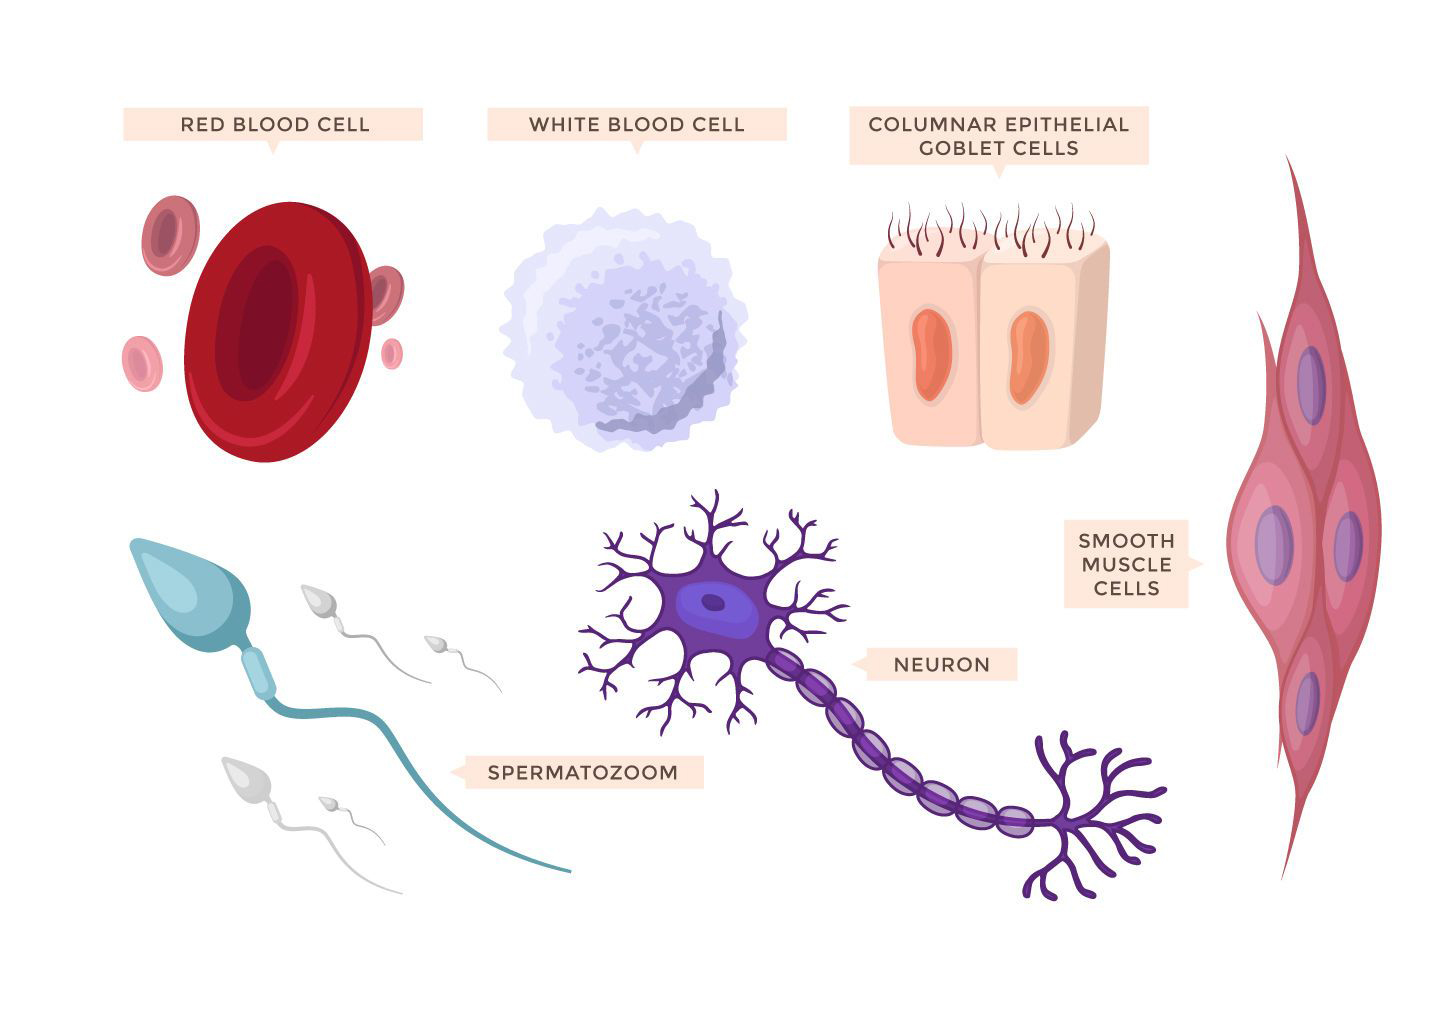 RED BLOOD CELL
WHITE BLOOD CELL
COLUMNAR EPITHELIAL
GOBLET CELLS
SMOOTH
MUSCLE
CELLS
NEURON
SPERMATOZOOM